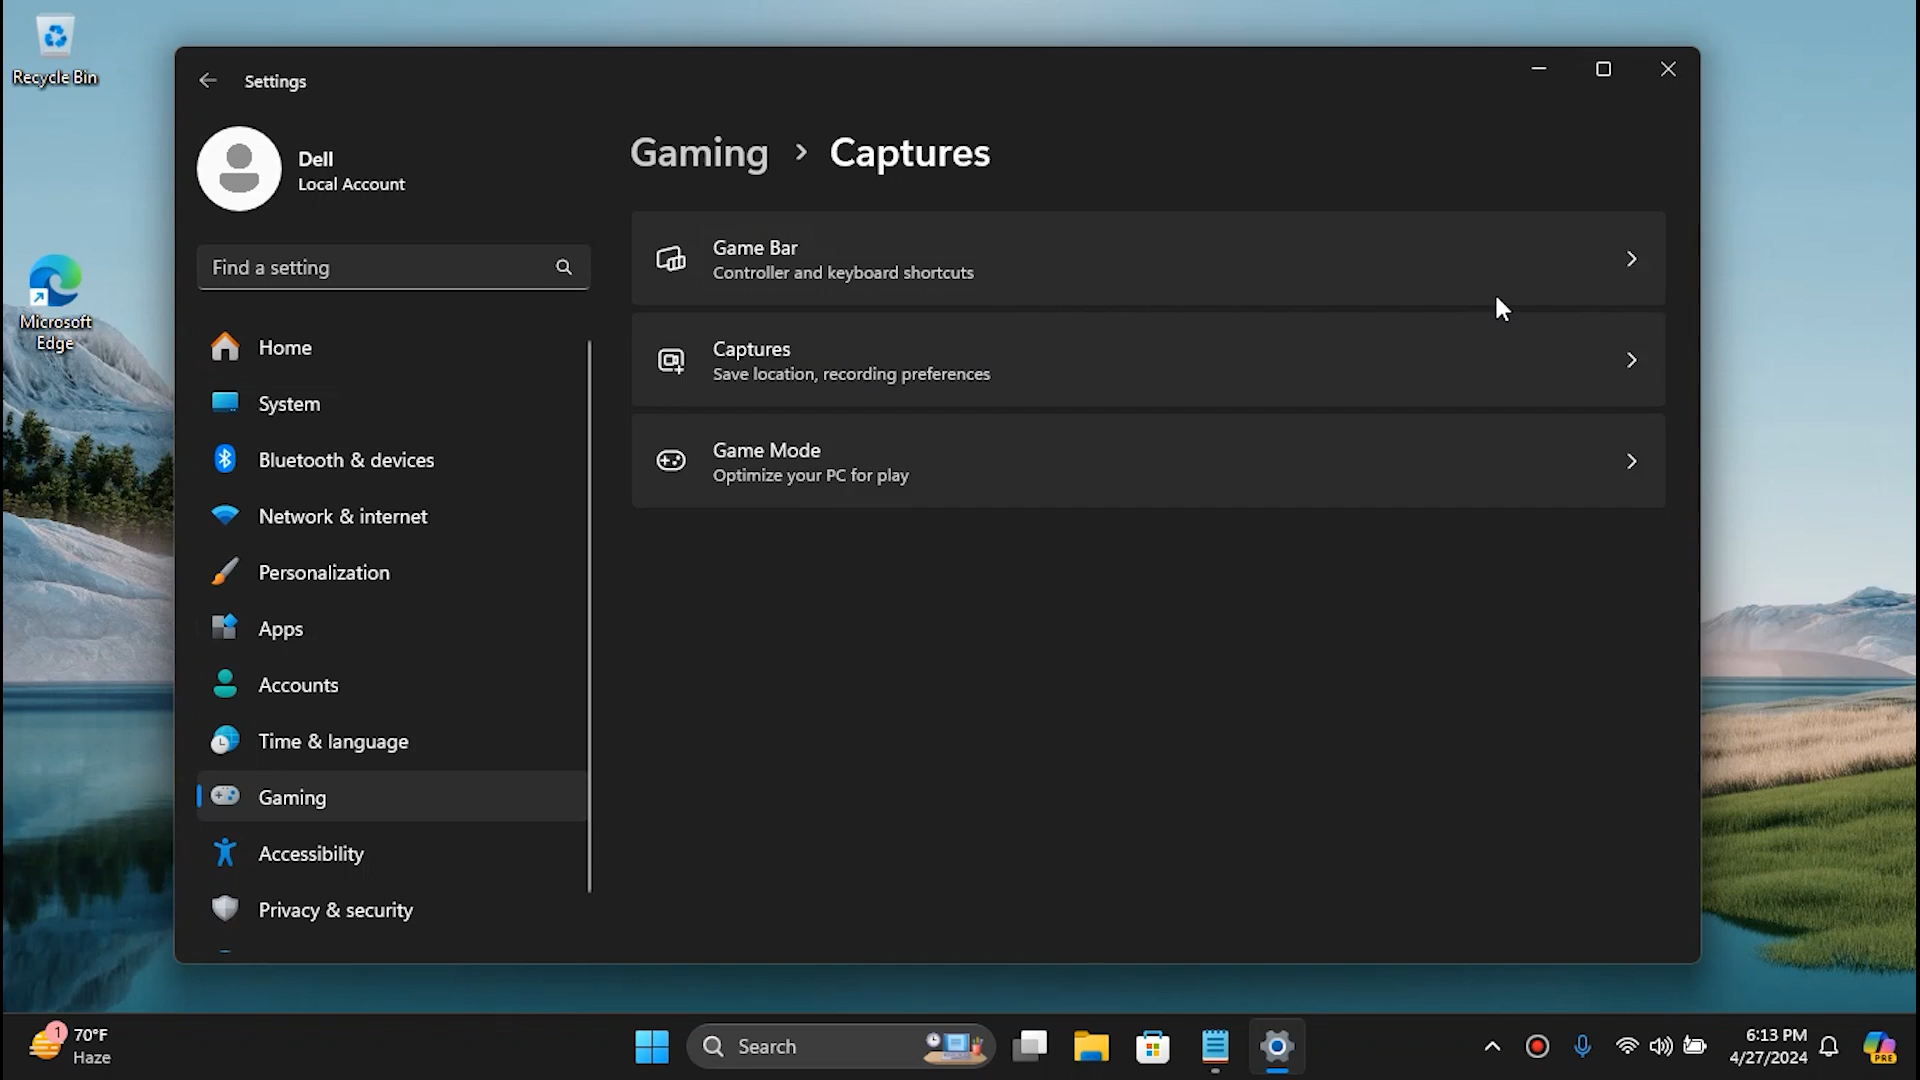 Recycle Bin
Microsoft
Edge
Settings
Dell
Local Account
Find a setting
Home
System
Bluetooth & devices
Network & internet
Personalization
Apps
Accounts
Time & language
Gaming
Accessibility
Privacy & security
Gaming > Captures
Game Bar
Controller and keyboard shortcuts
Captures
Save location, recording preferences
Game Mode
Optimize your PC for play
1
70°F
Haze
Search
6:13 PM
4/27/2024
PRE